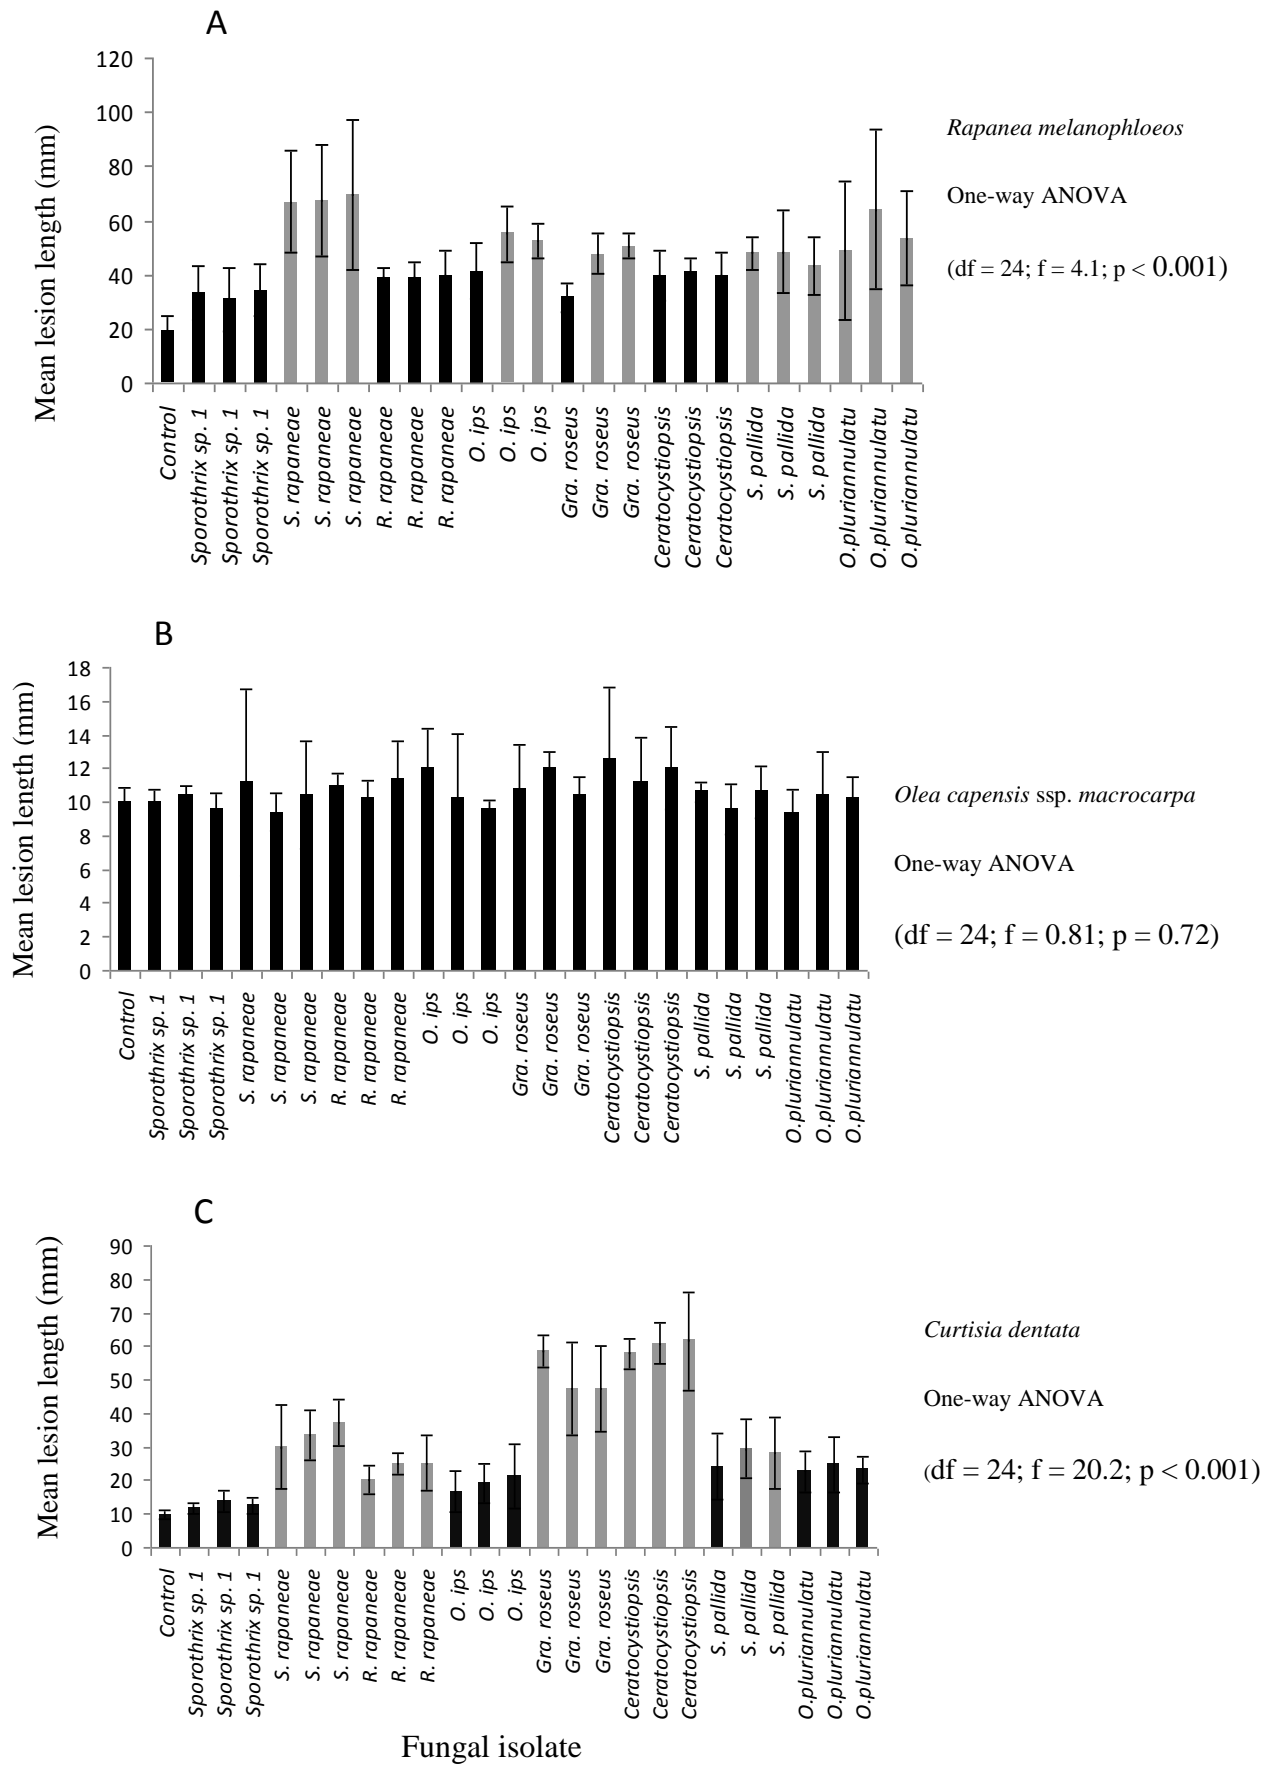 A
Mean lesion length (mm)
120
100
80
60
40
20
0
Control
Sporothrix sp. 1
Sporothrix sp. 1
Sporothrix sp. 1
S. rapaneae
S. rapaneae
S. rapaneae
R. rapaneae
R. rapaneae
R. rapaneae
O. ips
O. ips
O. ips
Gra. roseus
Gra. roseus
Gra. roseus
Ceratocystiopsis
Ceratocystiopsis
Ceratocystiopsis
S. pallida
S. pallida
S. pallida
O.pluriannulatu
O.pluriannulatu
O.pluriannulatu
Rapanea melanophloeos
One-way ANOVA
(df = 24; f = 4.1; p < 0.001)
B
Mean lesion length (mm)
18
16
14
12
10
8
6
4
2
0
Control
Sporothrix sp. 1
Sporothrix sp. 1
Sporothrix sp. 1
S. rapaneae
S. rapaneae
S. rapaneae
R. rapaneae
R. rapaneae
R. rapaneae
O. ips
O. ips
O. ips
Gra. roseus
Gra. roseus
Gra. roseus
Ceratocystiopsis
Ceratocystiopsis
Ceratocystiopsis
S. pallida
S. pallida
S. pallida
O.pluriannulatu
O.pluriannulatu
O.pluriannulatu
Olea capensis ssp. macrocarpa
One-way ANOVA
(df = 24; f = 0.81; p = 0.72)
C
Mean lesion length (mm)
90
80
70
60
50
40
30
20
10
0
Control
Sporothrix sp. 1
Sporothrix sp. 1
Sporothrix sp. 1
S. rapaneae
S. rapaneae
S. rapaneae
R. rapaneae
R. rapaneae
R. rapaneae
O. ips
O. ips
O. ips
Gra. roseus
Gra. roseus
Gra. roseus
Ceratocystiopsis
Ceratocystiopsis
Ceratocystiopsis
S. pallida
S. pallida
S. pallida
O.pluriannulatu
O.pluriannulatu
O.pluriannulatu
Curtisia dentata
One-way ANOVA
(df = 24; f = 20.2; p < 0.001)
Fungal isolate